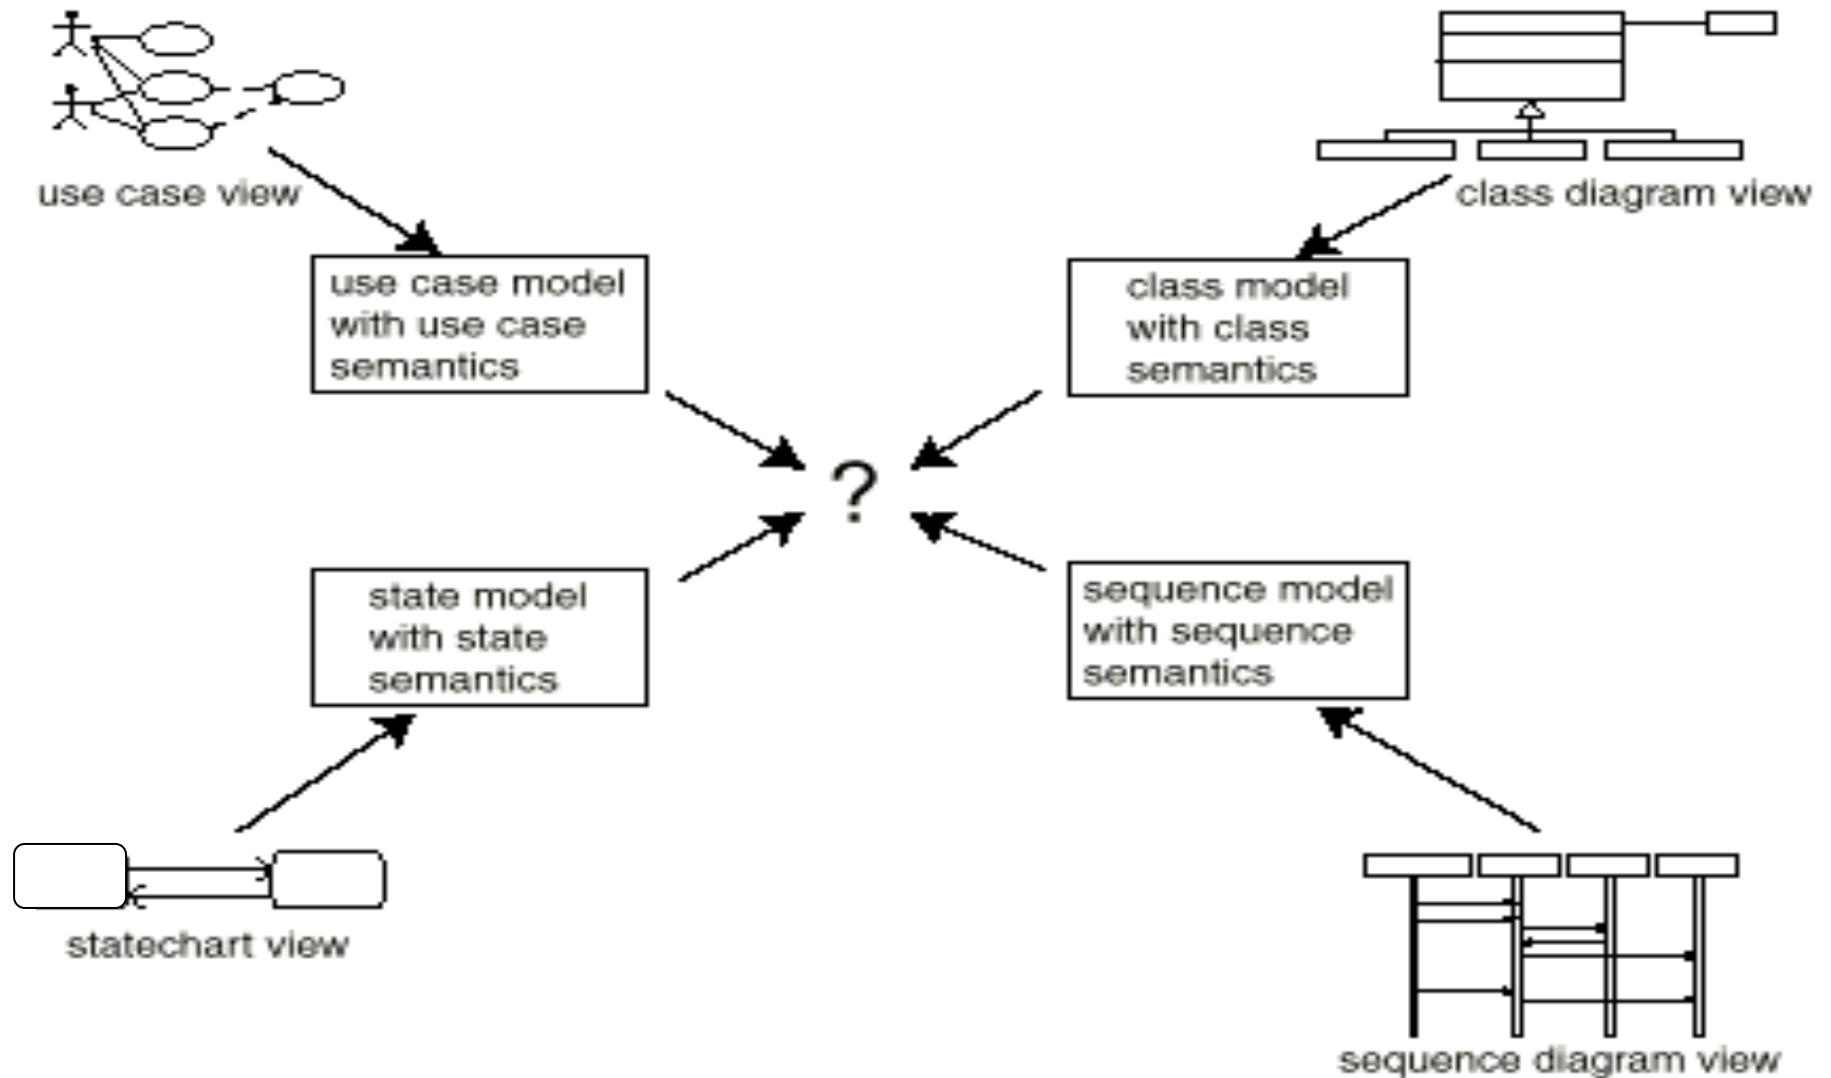 use case view
class diagram view
use case model
with use case
semantics
class model
with class
semantics
?
state model
with state
semantics
sequence model
with sequence
semantics
statechart view
sequence diagram view